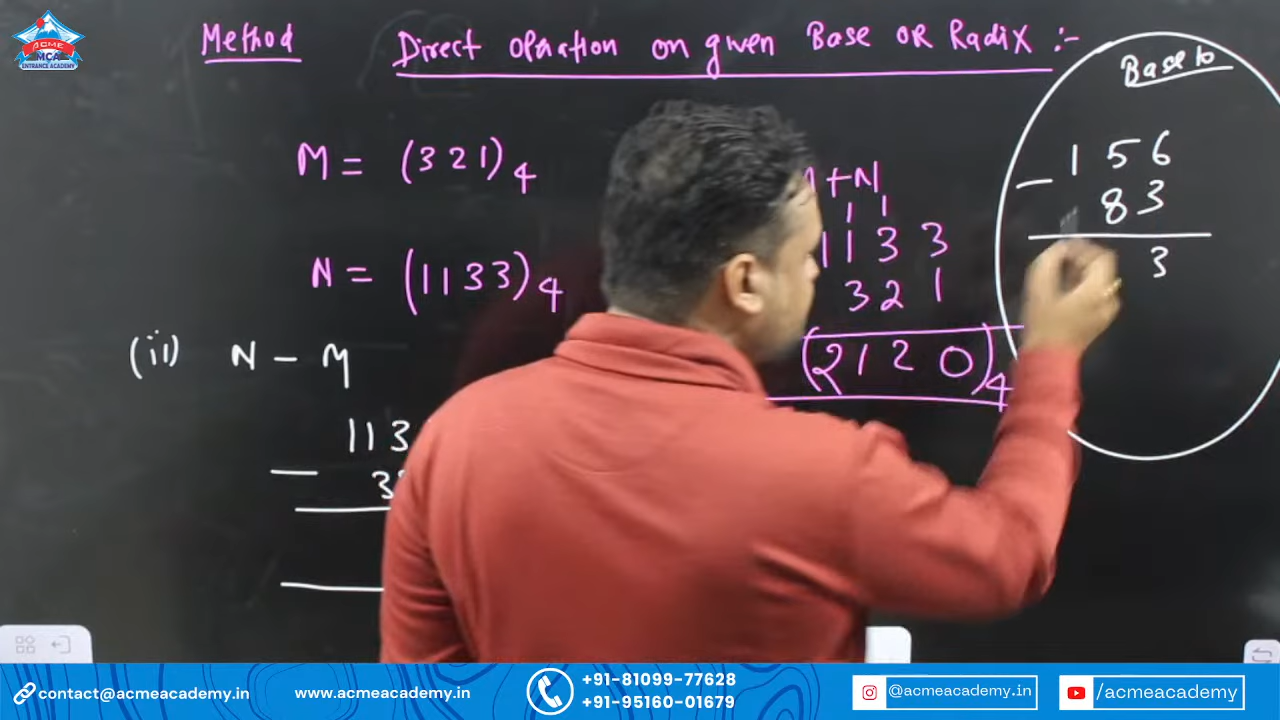 ACME
MCA
ENTRANCE ACADEMY
Method Direct operation on given Base OR Radix :-
M = (321)4
N = (1133)4
(ii) N - M
113
-
+N
1 1
1133
321
(2120)4
Base 10
156
- 83
3
contact@acmeacademy.in
www.acmeacademy.in
+91-81099-77628
+91-95160-01679
@acmeacademy.in
/acmeacademy